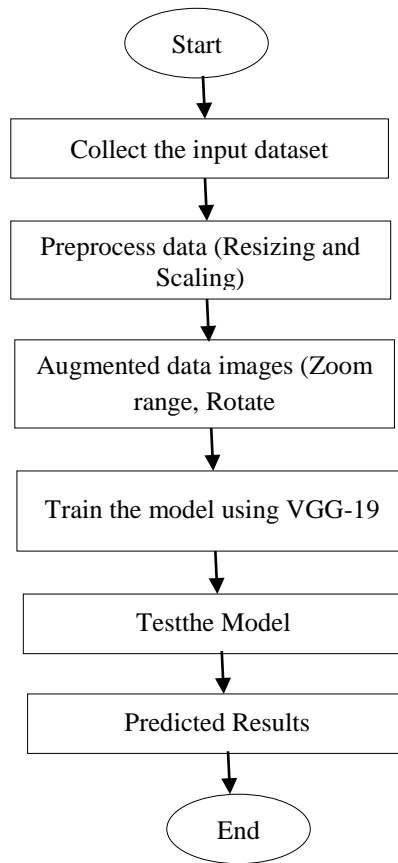 Start
Collect the input dataset
Preprocess data (Resizing and
Scaling)
Augmented data images (Zoom
range, Rotate
Train the model using VGG-19
Testthe Model
Predicted Results
End